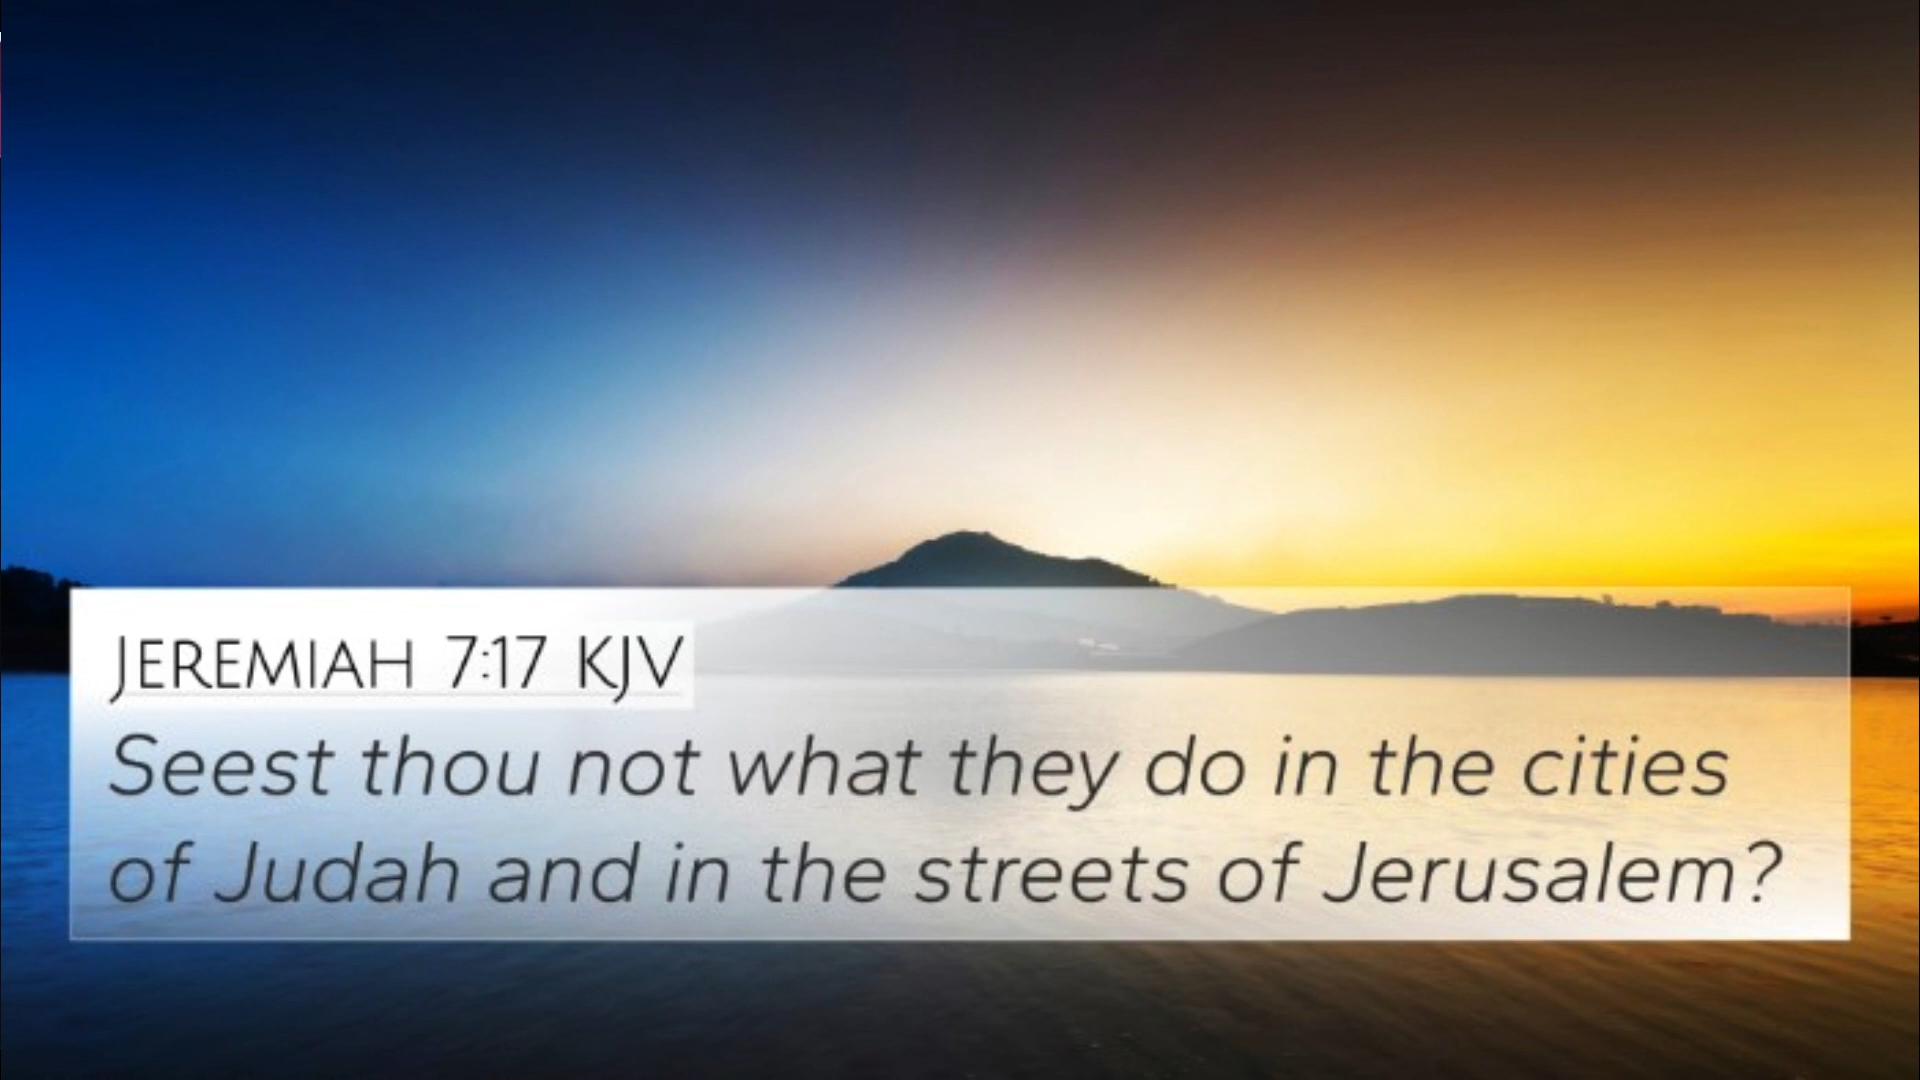 Jeremiah 7:17 KJV
Seest thou not what they do in the cities
of Judah and in the streets of Jerusalem?